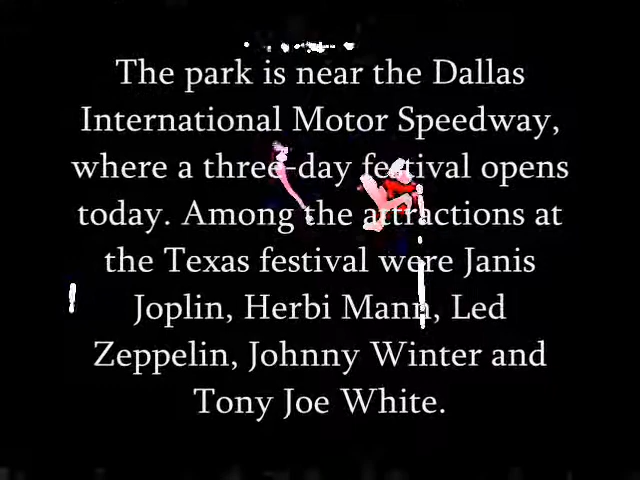 The park is near the Dallas
International Motor Speedway,
where a three-day festival opens
today. Among the attractions at
the Texas festival were Janis
Joplin, Herbi Mann, Led
Zeppelin, Johnny Winter and
Tony Joe White.